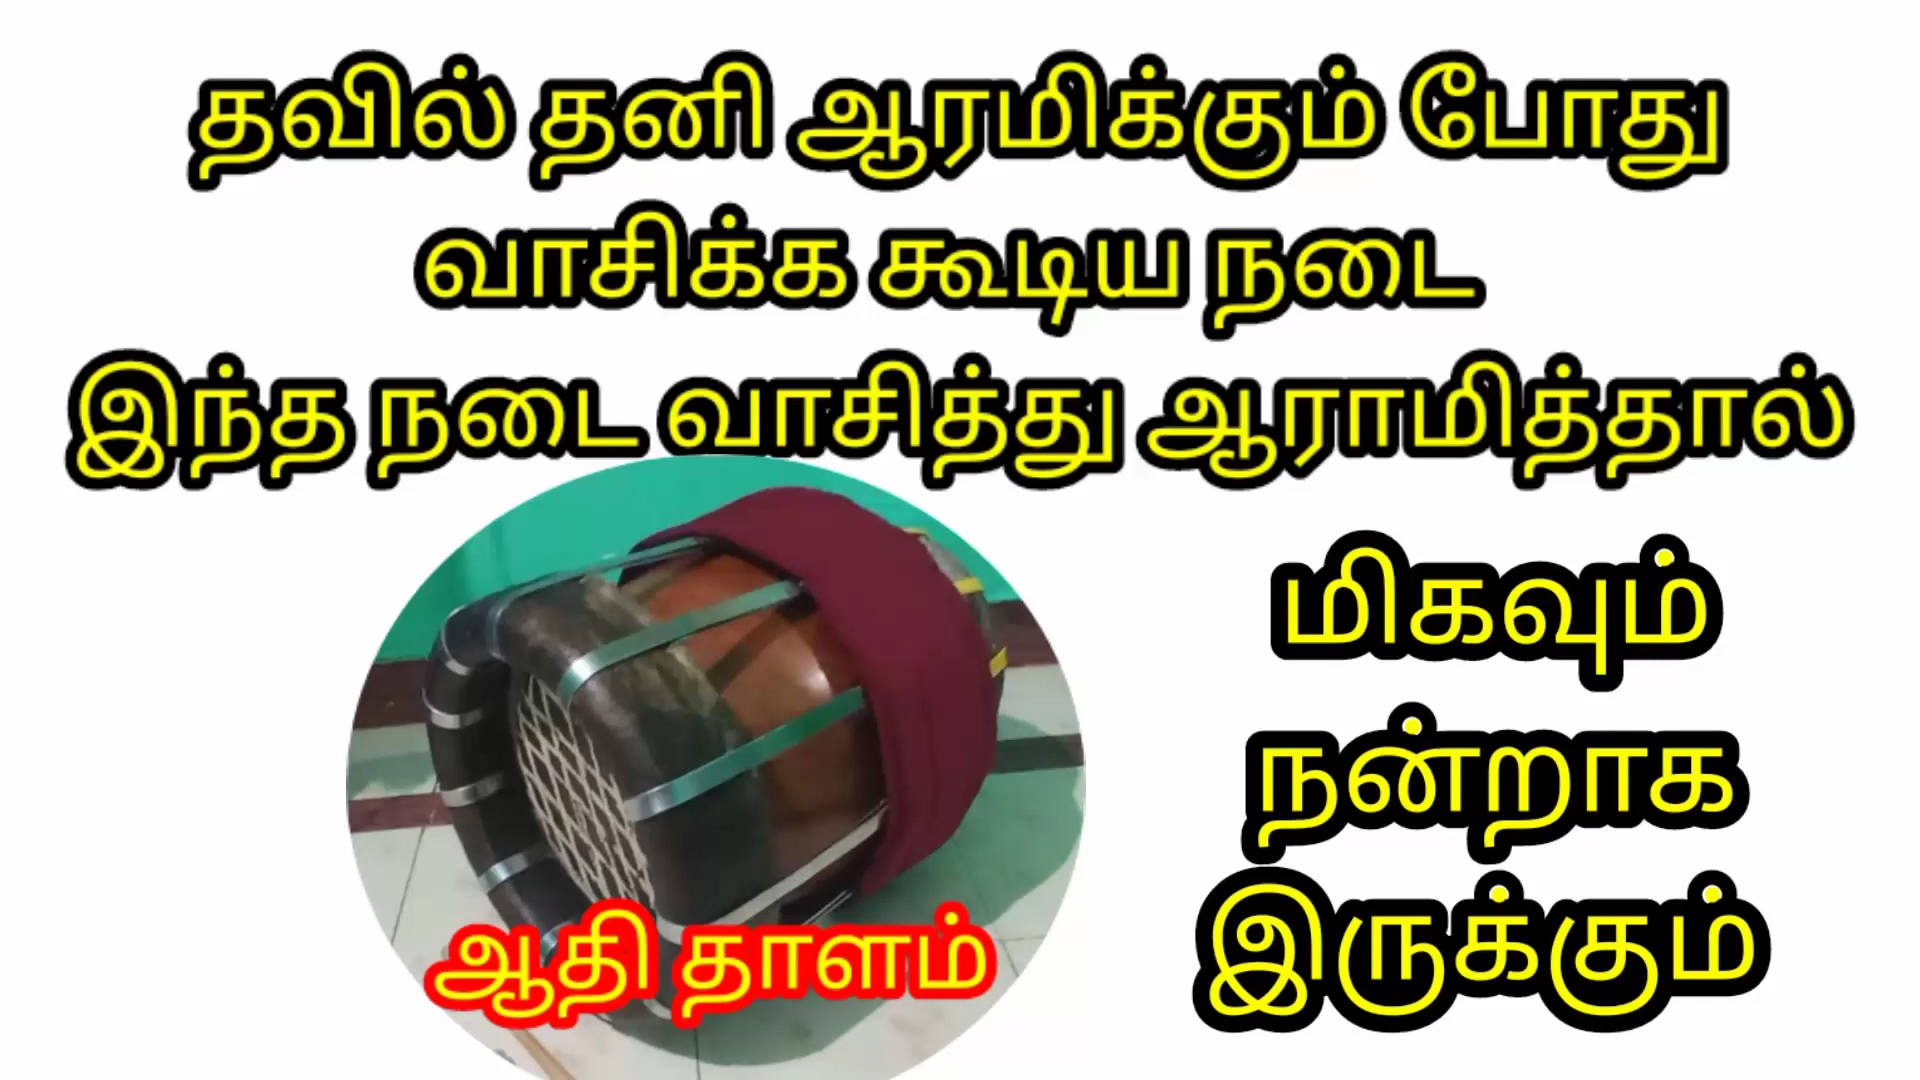 தவில் தனி ஆரமிக்கும் போது
வாசிக்க கூடிய நடை
இந்த நடை வாசித்து ஆராமித்தால்
மிகவும்
நன்றாக
இருக்கும்
ஆதி தாளம்